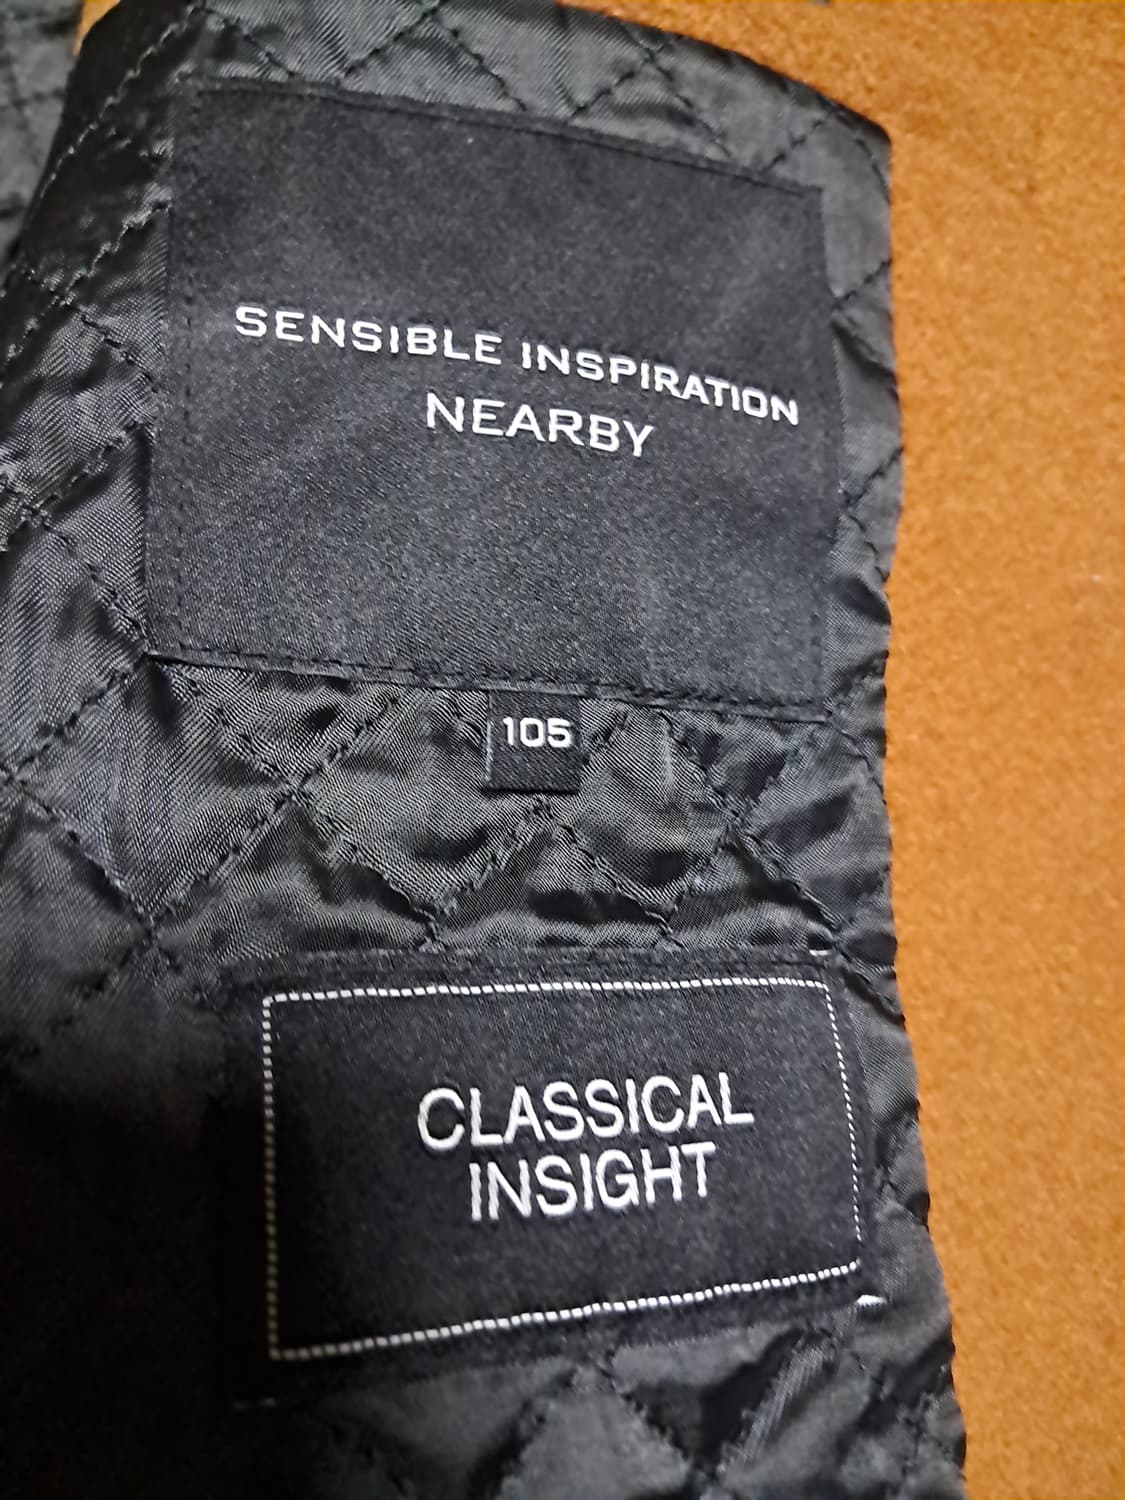 SENSIBLE INSPIRATION
NEARBY
105
CLASSICAL
INSIGHT